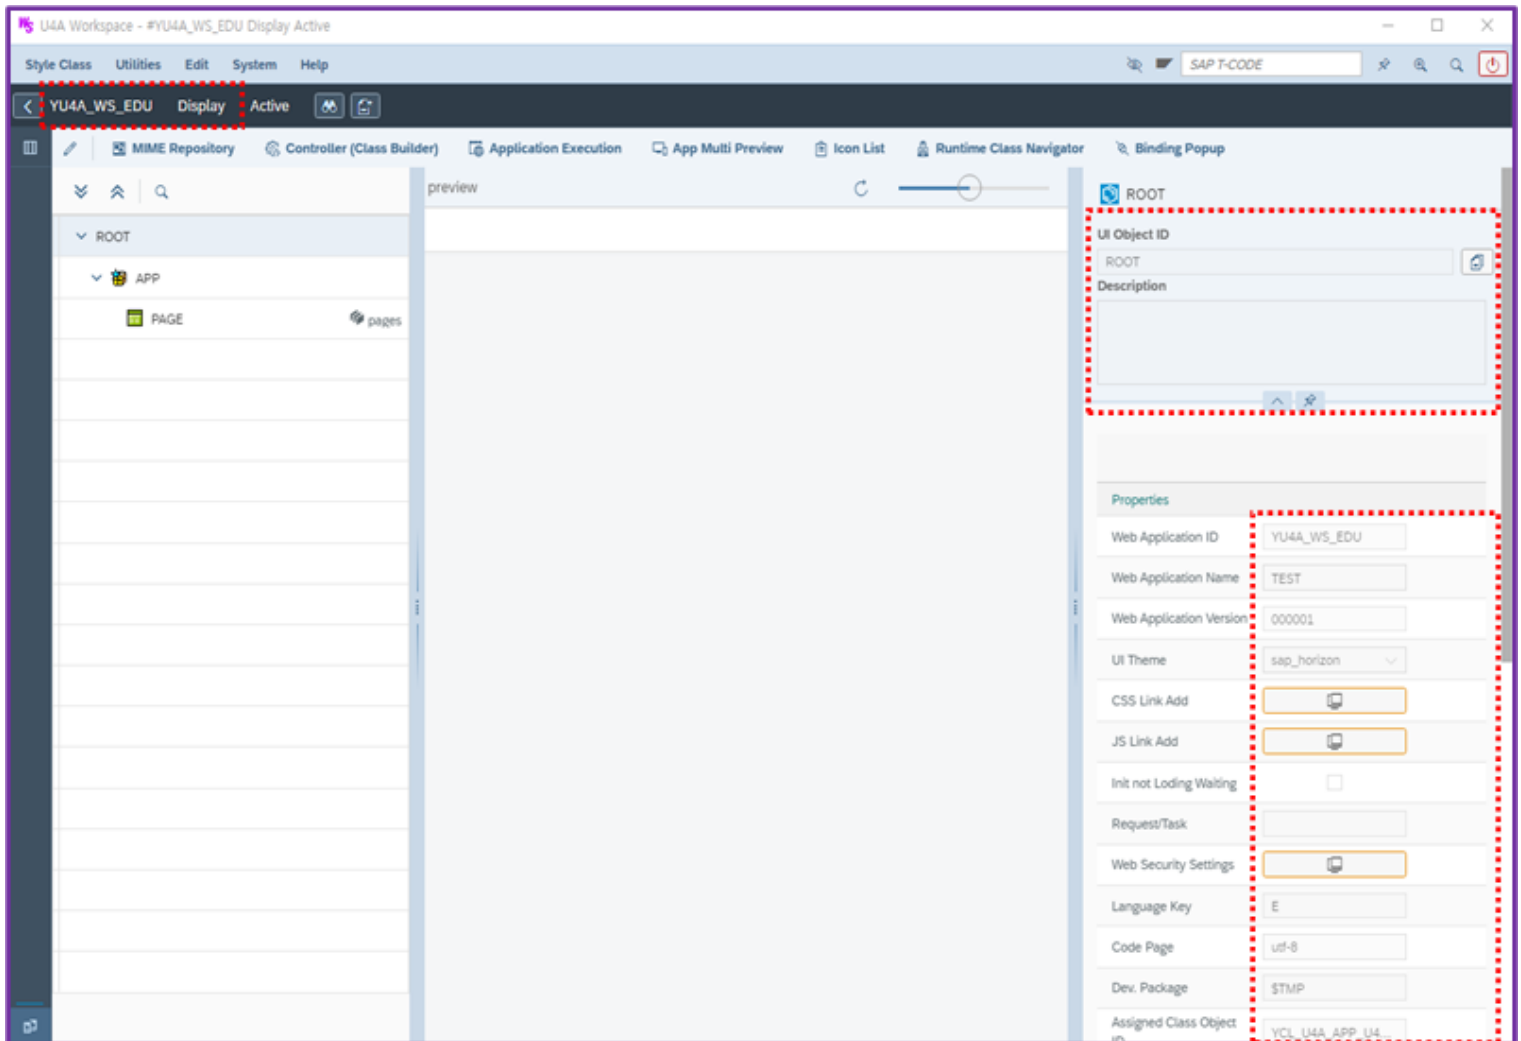 U4A Workspace - #YU4A_WS_EDU Display Active
Style Class Utilities Edit System Help SAP T-CODE
YU4A_WS_EDU Display Active
MIME Repository Controller (Class Builder) Application Execution App Multi Preview Icon List Runtime Class Navigator Binding Popup
preview
ROOT
APP
PAGE pages
ROOT
UI Object ID
ROOT
Description
Properties
Web Application ID YU4A_WS_EDU
Web Application Name TEST
Web Application Version 000001
UI Theme sap_horizon
CSS Link Add
JS Link Add
Init not Loding Waiting
Request/Task
Web Security Settings
Language Key E
Code Page utf-8
Dev. Package $TMP
Assigned Class Object
ID YCL_U4A_APP_U4...